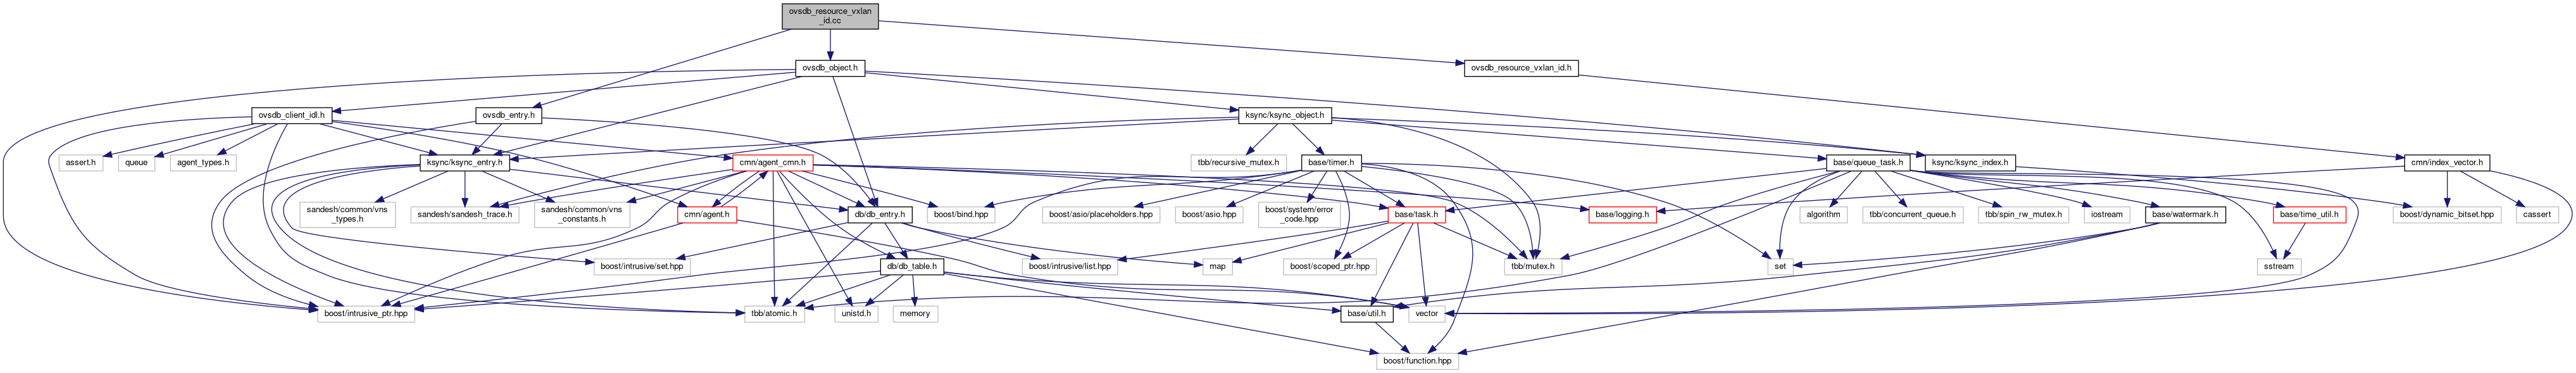 ovsdb_resource_vxlan
_id.cc
ovsdb_object.h
ovsdb_resource_vxlan_id.h
ovsdb_client_idl.h
ovsdb_entry.h
ksync/ksync_object.h
assert.h
queue
agent_types.h
ksync/ksync_entry.h
cmn/agent_cmn.h
tbb/recursive_mutex.h
base/timer.h
base/queue_task.h
ksync/ksync_index.h
cmn/index_vector.h
sandesh/common/vns
_types.h
sandesh/sandesh_trace.h
sandesh/common/vns
_constants.h
cmn/agent.h
db/db_entry.h
boost/bind.hpp
boost/asio/placeholders.hpp
boost/asio.hpp
boost/system/error
_code.hpp
base/task.h
base/logging.h
algorithm
tbb/concurrent_queue.h
tbb/spin_rw_mutex.h
iostream
base/watermark.h
base/time_util.h
boost/dynamic_bitset.hpp
cassert
boost/intrusive/set.hpp
db/db_table.h
boost/intrusive/list.hpp
map
boost/scoped_ptr.hpp
tbb/mutex.h
set
sstream
boost/intrusive_ptr.hpp
tbb/atomic.h
unistd.h
memory
base/util.h
vector
boost/function.hpp